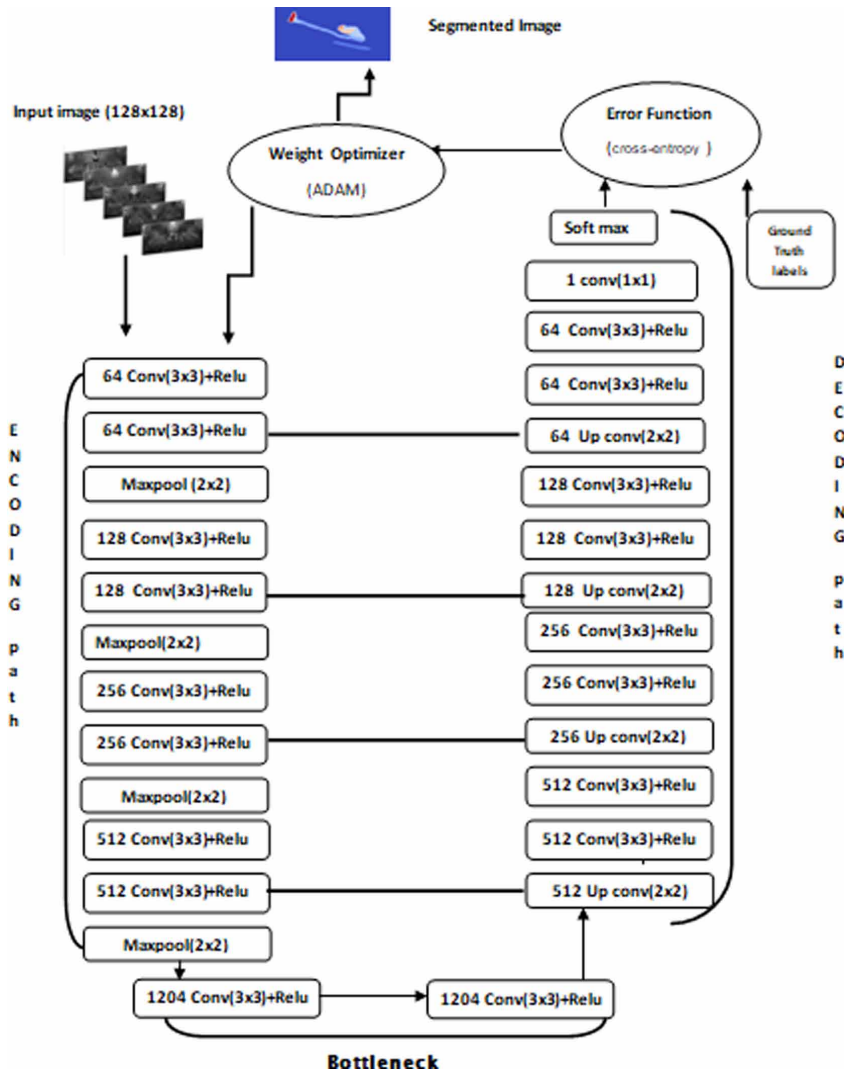 Segmented Image
Input image (128x128)
Error Function
(cross-entropy )
Weight Optimizer
(ADAM)
Soft max
Ground
Truth
labels
1 conv(1x1)
64 Conv(3x3)+Relu
64 Conv(3x3)+Relu
64 Up conv(2x2)
128 Conv(3x3)+Relu
128 Conv(3x3)+Relu
128 Up conv(2x2)
256 Conv(3x3)+Relu
256 Conv(3x3)+Relu
256 Up conv(2x2)
512 Conv(3x3)+Relu
512 Conv(3x3)+Relu
512 Up conv(2x2)
DECODING path
ENCODING path
64 Conv(3x3)+Relu
64 Conv(3x3)+Relu
Maxpool (2x2)
128 Conv(3x3)+Relu
128 Conv(3x3)+Relu
Maxpool(2x2)
256 Conv(3x3)+Relu
256 Conv(3x3)+Relu
Maxpool(2x2)
512 Conv(3x3)+Relu
512 Conv(3x3)+Relu
Maxpool(2x2)
1204 Conv(3x3)+Relu
1204 Conv(3x3)+Relu
Bottleneck